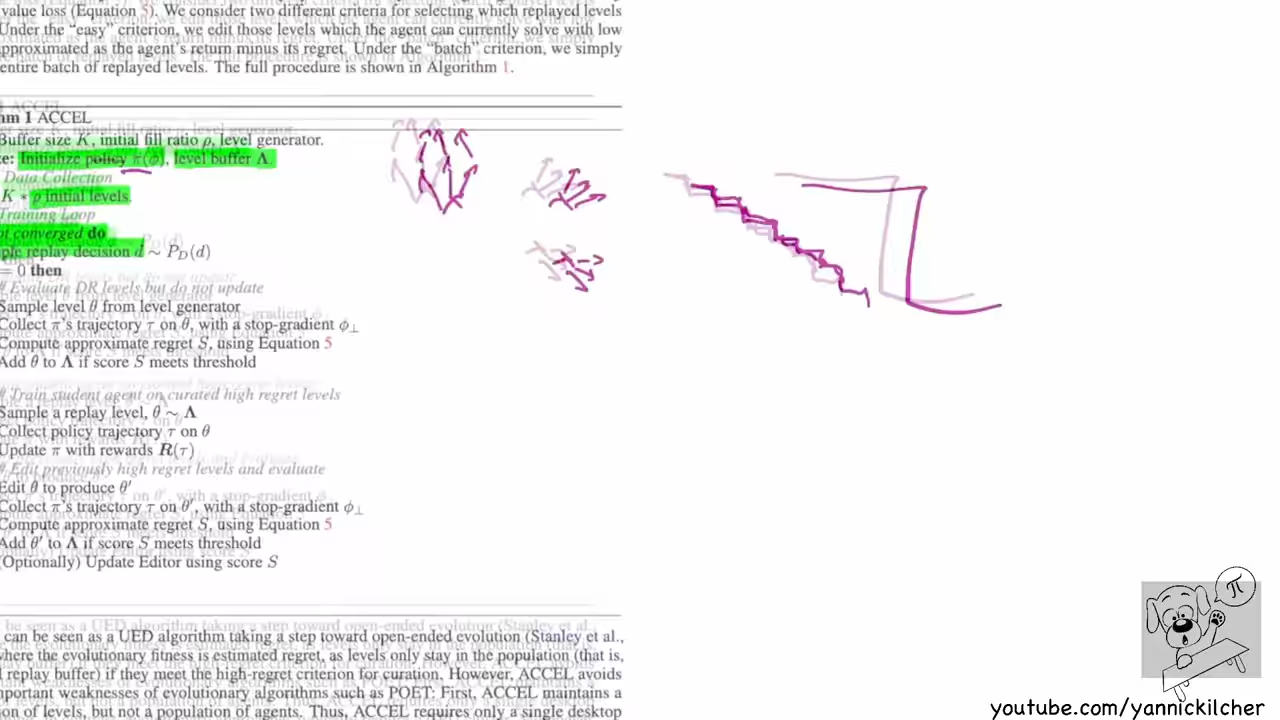 value loss (Equation 5). We consider two different criteria for selecting which replayed levels
Under the “easy” criterion, we edit those levels which the agent can currently solve with low
approximated as the agent's return minus its regret. Under the “batch” criterion, we simply
entire batch of replayed levels. The full procedure is shown in Algorithm 1.
hm 1 ACCEL
Buffer size K, initial fill ratio ρ, level generator.
ze: Initialize policy π(ϕ), level buffer Λ
Data Collection
K * ρ initial levels.
Training Loop
ot converged do
ple replay decision d ∼ P_D(d)
= 0 then
# Evaluate DR levels but do not update
Sample level θ from level generator
Collect π's trajectory τ on θ, with a stop-gradient ϕ⊥
Compute approximate regret S, using Equation 5
Add θ to Λ if score S meets threshold
# Train student agent on curated high regret levels
Sample a replay level, θ ∼ Λ
Collect policy trajectory τ on θ
Update π with rewards R(τ)
# Edit previously high regret levels and evaluate
Edit θ to produce θ′
Collect π's trajectory τ on θ′, with a stop-gradient ϕ⊥
Compute approximate regret S, using Equation 5
Add θ′ to Λ if score S meets threshold
(Optionally) Update Editor using score S
can be seen as a UED algorithm taking a step toward open-ended evolution (Stanley et al.,
where the evolutionary fitness is estimated regret, as levels only stay in the population (that is,
replay buffer) if they meet the high-regret criterion for curation. However, ACCEL avoids
portant weaknesses of evolutionary algorithms such as POET: First, ACCEL maintains a
on of levels, but not a population of agents. Thus, ACCEL requires only a single desktop
π
youtube.com/yannickilcher